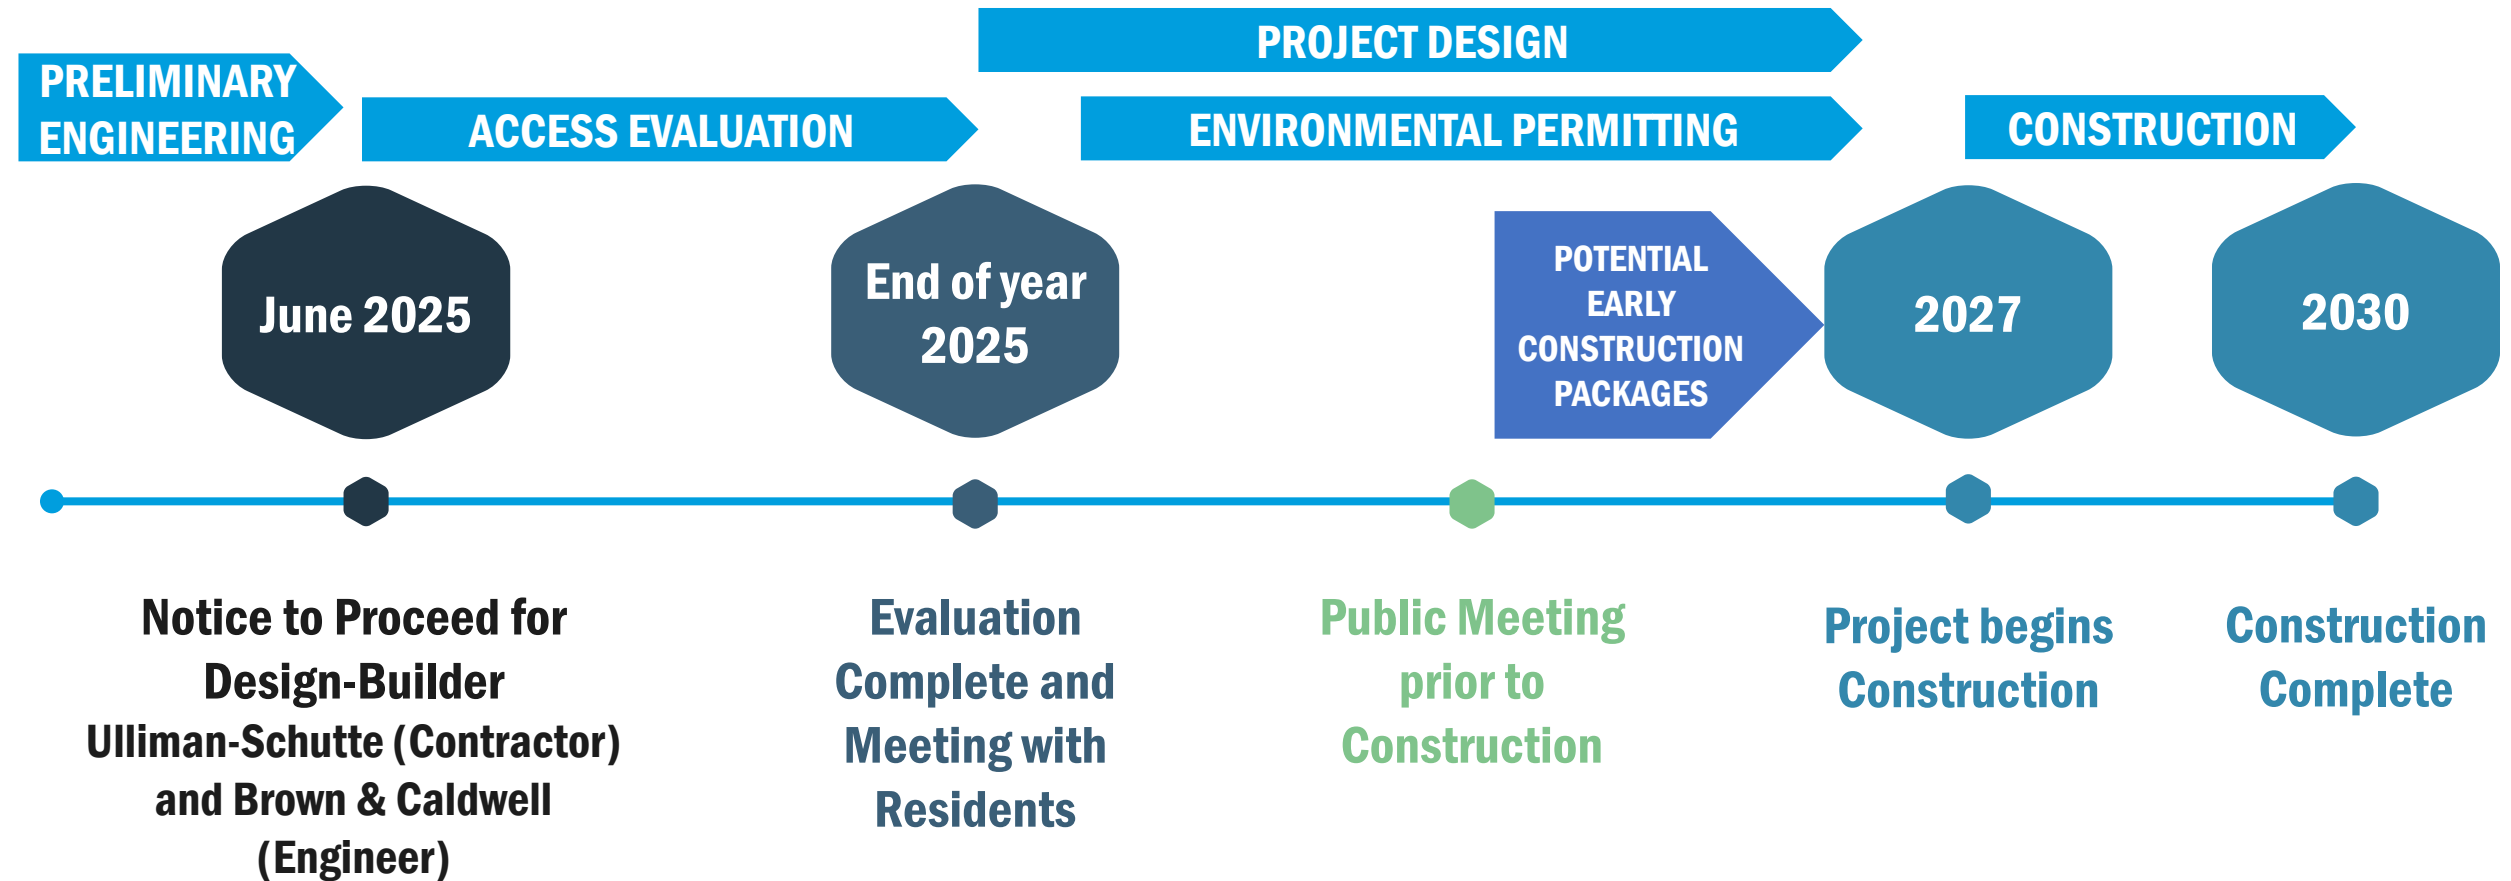 PROJECT DESIGN
PRELIMINARY
ENGINEERING
ACCESS EVALUATION
ENVIRONMENTAL PERMITTING
CONSTRUCTION
June 2025
End of year
2025
POTENTIAL
EARLY
CONSTRUCTION
PACKAGES
2027
2030
Notice to Proceed for
Design-Builder
Ulliman-Schutte (Contractor)
and Brown & Caldwell
(Engineer)
Evaluation
Complete and
Meeting with
Residents
Public Meeting
prior to
Construction
Project begins
Construction
Construction
Complete